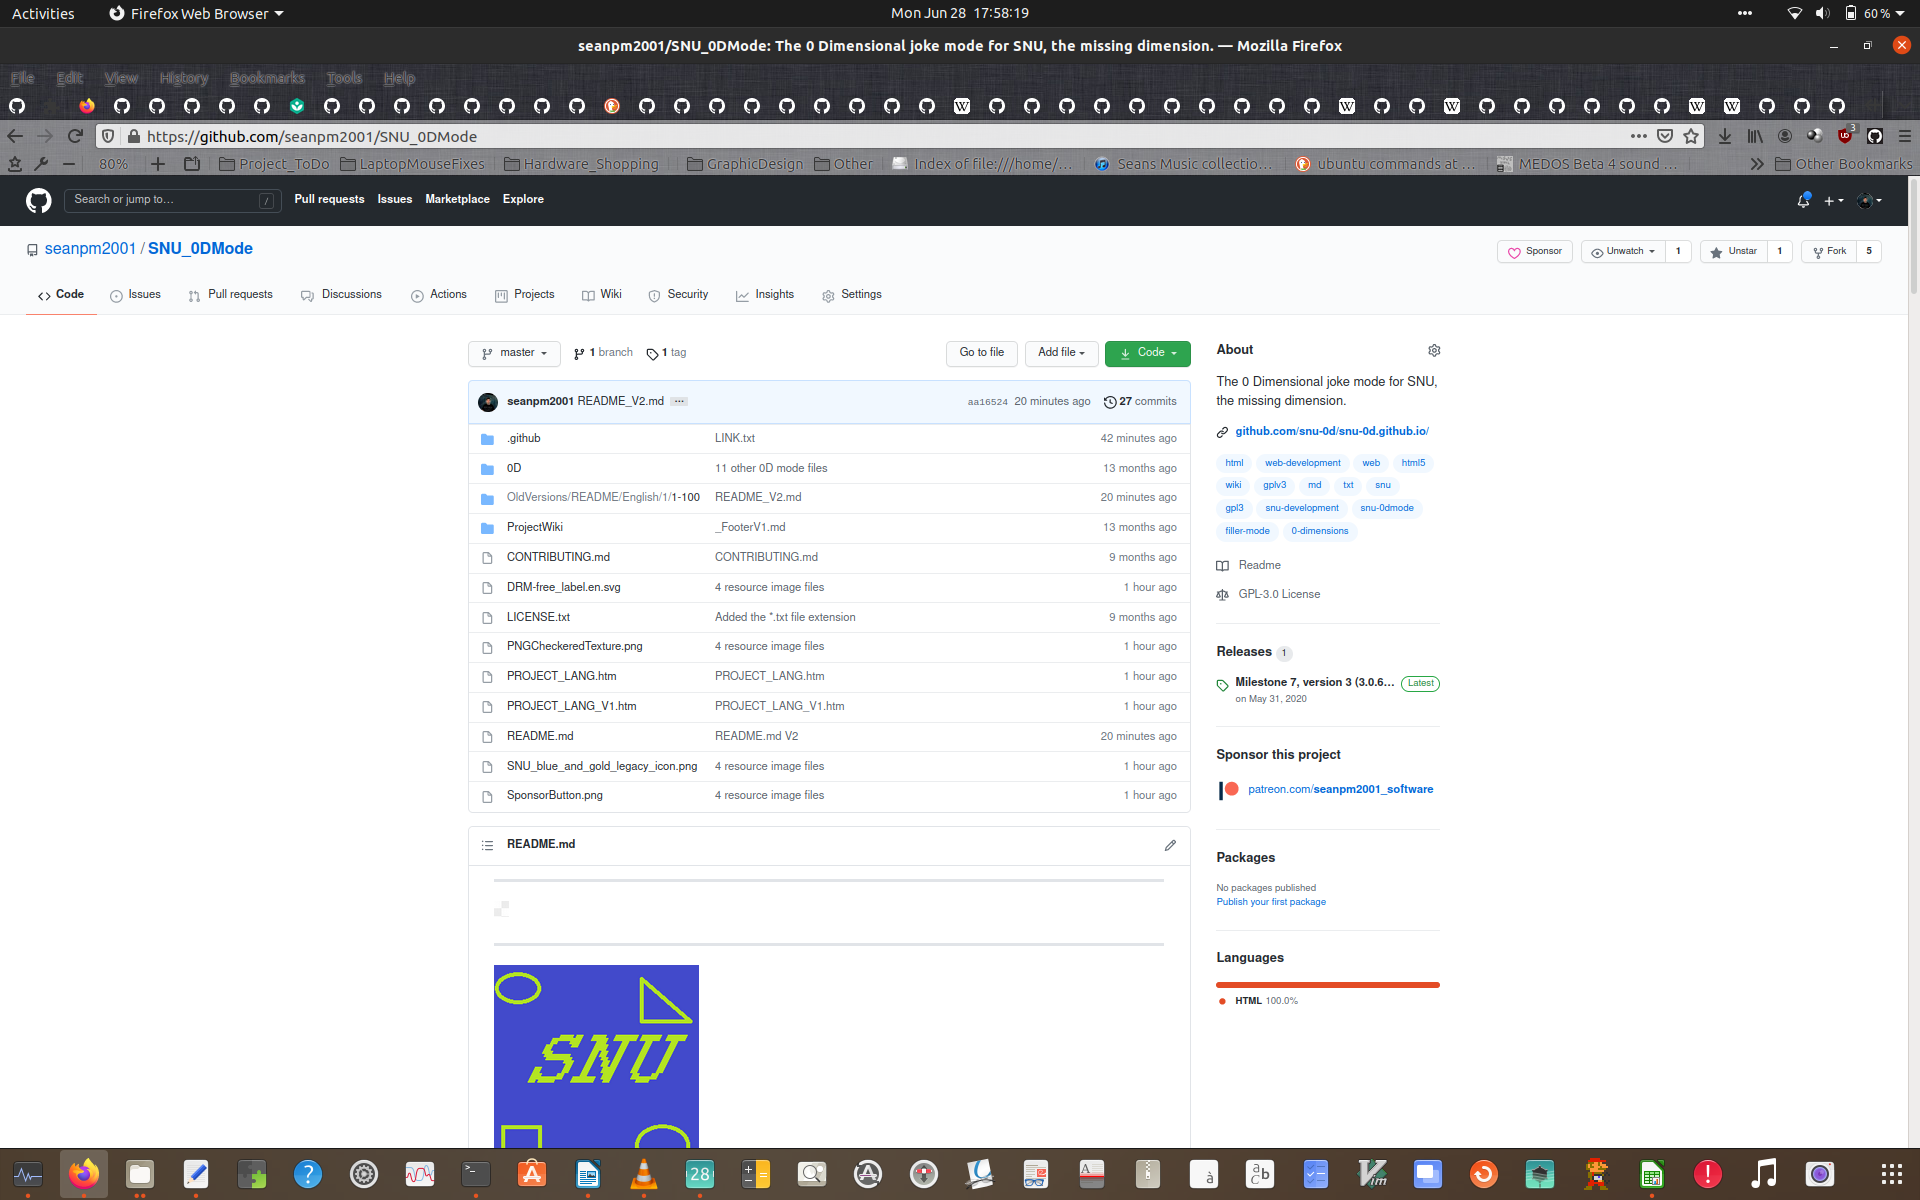 Activities Firefox Web Browser Mon Jun 28 17:58:19 60 %
seanpm2001/SNU_0DMode: The 0 Dimensional joke mode for SNU, the missing dimension. — Mozilla Firefox
File Edit View History Bookmarks Tools Help
https://github.com/seanpm2001/SNU_0DMode 3
80% Project_ToDo LaptopMouseFixes Hardware_Shopping GraphicDesign Other Index of file:///home/… Seans Music collectio… ubuntu commands at … MEDOS Beta 4 sound … Other Bookmarks
Search or jump to… / Pull requests Issues Marketplace Explore
seanpm2001 / SNU_0DMode Sponsor Unwatch 1 Unstar 1 Fork 5
Code Issues Pull requests Discussions Actions Projects Wiki Security Insights Settings
master 1 branch 1 tag Go to file Add file Code
seanpm2001 README_V2.md … aa16524 20 minutes ago 27 commits
.github LINK.txt 42 minutes ago
0D 11 other 0D mode files 13 months ago
OldVersions/README/English/1/1-100 README_V2.md 20 minutes ago
ProjectWiki _FooterV1.md 13 months ago
CONTRIBUTING.md CONTRIBUTING.md 9 months ago
DRM-free_label.en.svg 4 resource image files 1 hour ago
LICENSE.txt Added the *.txt file extension 9 months ago
PNGCheckeredTexture.png 4 resource image files 1 hour ago
PROJECT_LANG.htm PROJECT_LANG.htm 1 hour ago
PROJECT_LANG_V1.htm PROJECT_LANG_V1.htm 1 hour ago
README.md README.md V2 20 minutes ago
SNU_blue_and_gold_legacy_icon.png 4 resource image files 1 hour ago
SponsorButton.png 4 resource image files 1 hour ago
README.md
SNU
About
The 0 Dimensional joke mode for SNU,
the missing dimension.
github.com/snu-0d/snu-0d.github.io/
html web-development web html5
wiki gplv3 md txt snu
gpl3 snu-development snu-0dmode
filler-mode 0-dimensions
Readme
GPL-3.0 License
Releases 1
Milestone 7, version 3 (3.0.6… Latest
on May 31, 2020
Sponsor this project
patreon.com/seanpm2001_software
Packages
No packages published
Publish your first package
Languages
HTML 100.0%
28